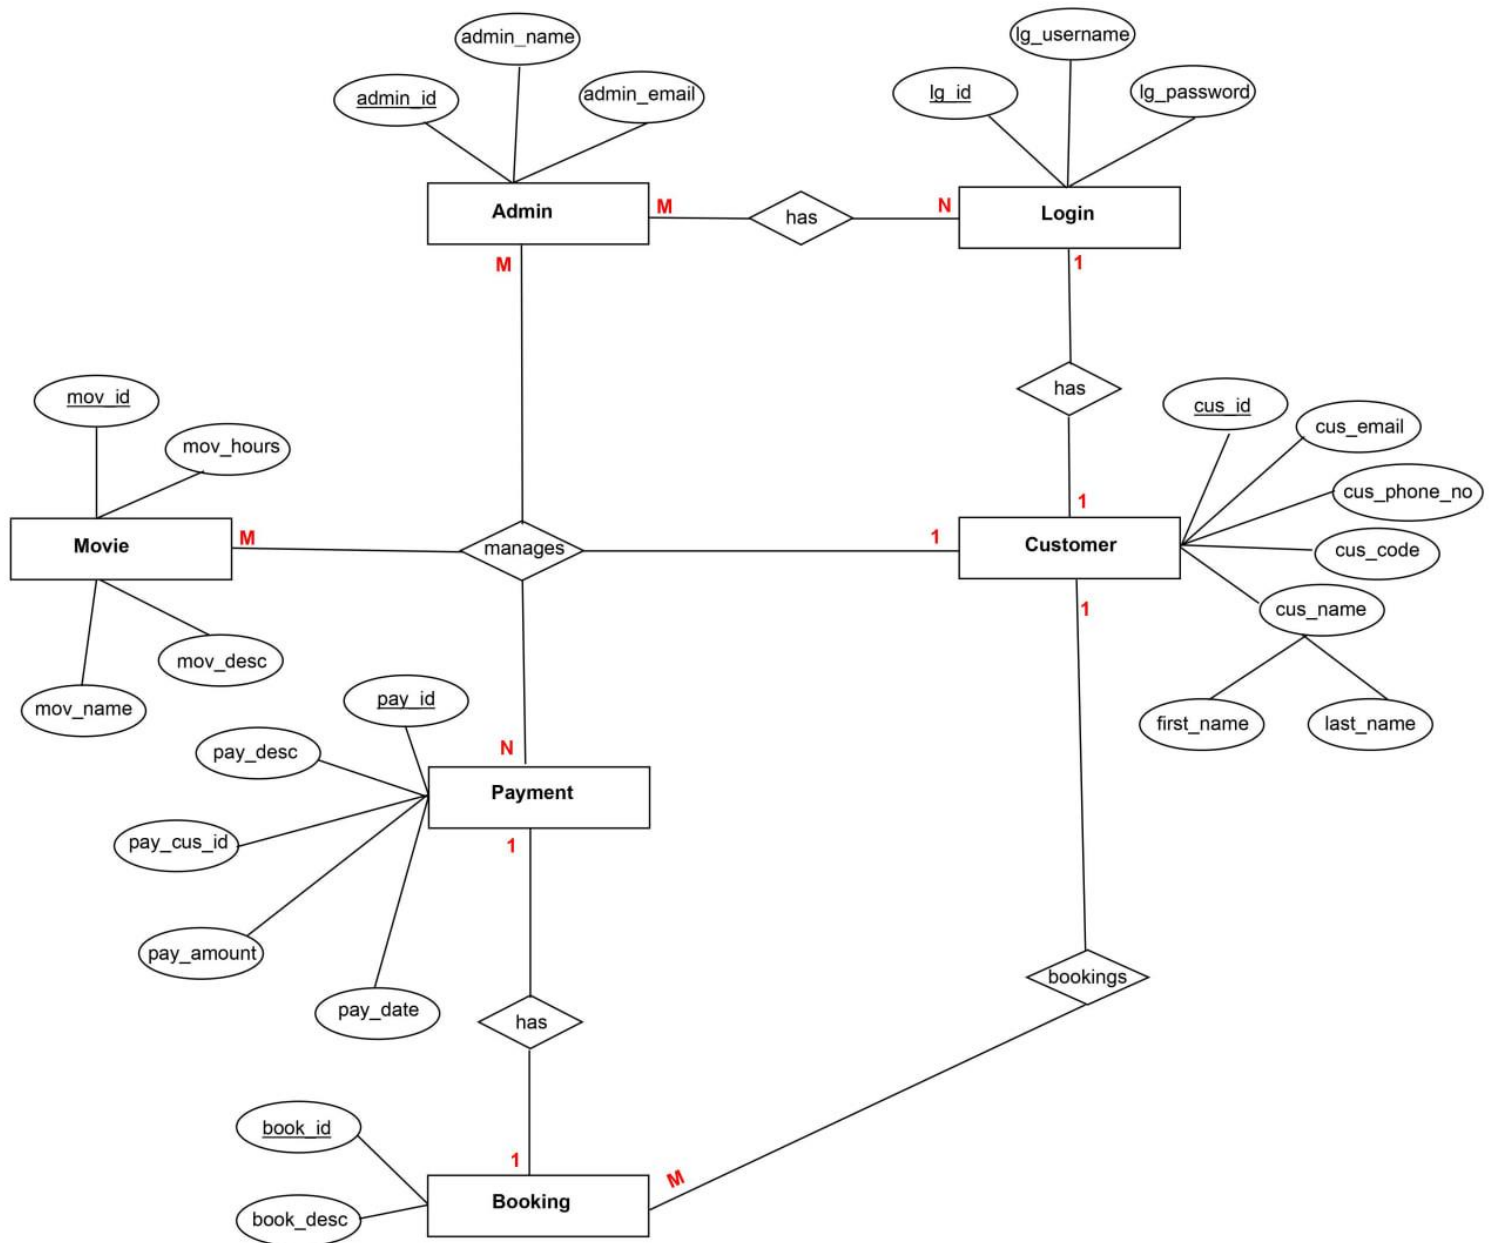 admin_name
admin_id
admin_email
lg_username
lg_id
lg_password
Admin
M
has
N
Login
M
1
has
mov_id
mov_hours
cus_id
cus_email
cus_phone_no
cus_code
cus_name
first_name
last_name
1
Movie
M
manages
1
Customer
1
mov_desc
mov_name
pay_id
pay_desc
N
Payment
pay_cus_id
1
pay_amount
pay_date
has
bookings
book_id
1
M
Booking
book_desc